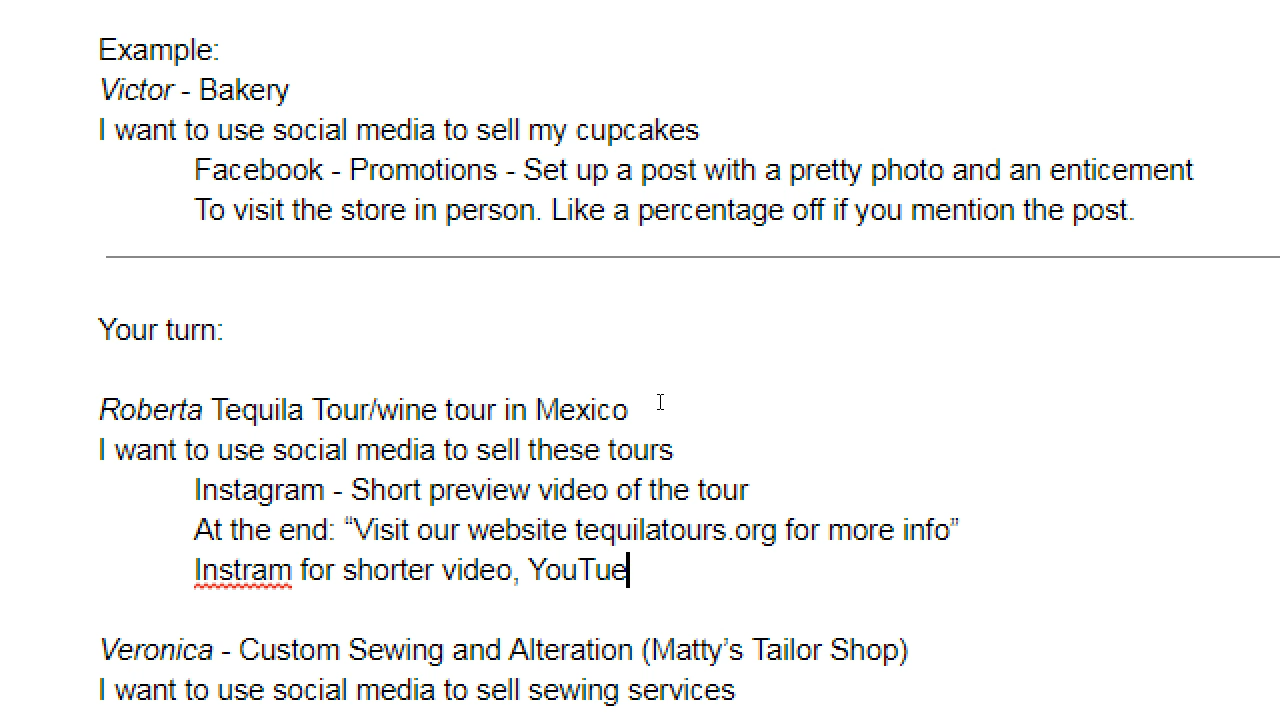 Example:
Victor - Bakery
I want to use social media to sell my cupcakes
Facebook - Promotions - Set up a post with a pretty photo and an enticement
To visit the store in person. Like a percentage off if you mention the post.
Your turn:
Roberta Tequila Tour/wine tour in Mexico
I want to use social media to sell these tours
Instagram - Short preview video of the tour
At the end: “Visit our website tequilatours.org for more info”
Instram for shorter video, YouTue
Veronica - Custom Sewing and Alteration (Matty’s Tailor Shop)
I want to use social media to sell sewing services